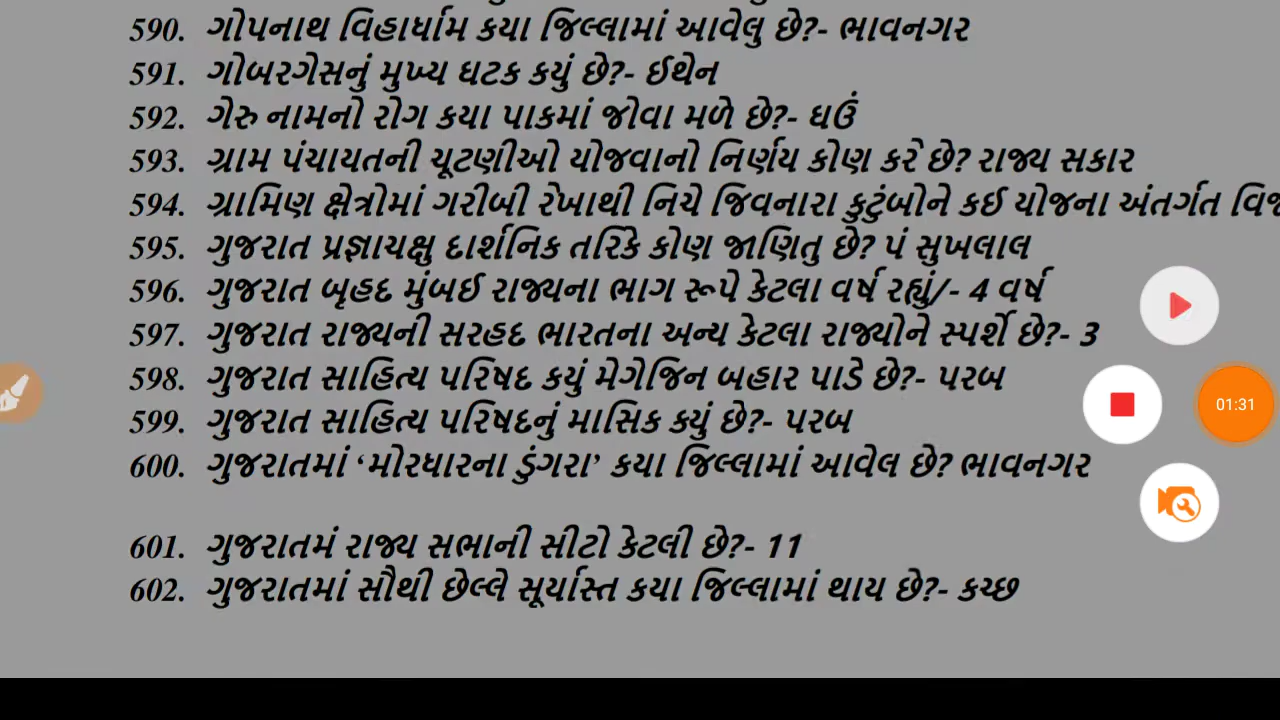 590. ગોપનાથ વિહાર્ધામ કયા જિલ્લામાં આવેલુ છે?- ભાવનગર
591. ગોબરગેસનું મુખ્ય ઘટક કયું છે?- ઈથેન
592. ગેરુ નામનો રોગ કયા પાકમાં જોવા મળે છે?- ઘઉં
593. ગ્રામ પંચાયતની ચૂટણીઓ યોજવાનો નિર્ણય કોણ કરે છે? રાજ્ય સકાર
594. ગ્રામિણ ક્ષેત્રોમાં ગરીબી રેખાથી નિચે જિવનારા કુટુંબોને કઈ યોજના અંતર્ગત
595. ગુજરાત પ્રજ્ઞાચક્ષુ દાર્શનિક તરિકે કોણ જાણિતુ છે? પં સુખલાલ
596. ગુજરાત બૃહદ મુંબઈ રાજ્યના ભાગ રૂપે કેટલા વર્ષ રહ્યું/- 4 વર્ષ
597. ગુજરાત રાજ્યની સરહદ ભારતના અન્ય કેટલા રાજ્યોને સ્પર્શે છે?- 3
598. ગુજરાત સાહિત્ય પરિષદ કયું મેગેજિન બહાર પાડે છે?- પરબ
599. ગુજરાત સાહિત્ય પરિષદનું માસિક ક્યું છે?- પરબ
600. ગુજરાતમાં ‘મોરધારના ડુંગરા’ કયા જિલ્લામાં આવેલ છે? ભાવનગર
601. ગુજરાતમં રાજ્ય સભાની સીટો કેટલી છે?- 11
602. ગુજરાતમાં સૌથી છેલ્લે સૂર્યાસ્ત કયા જિલ્લામાં થાય છે?- કચ્છ
01:31